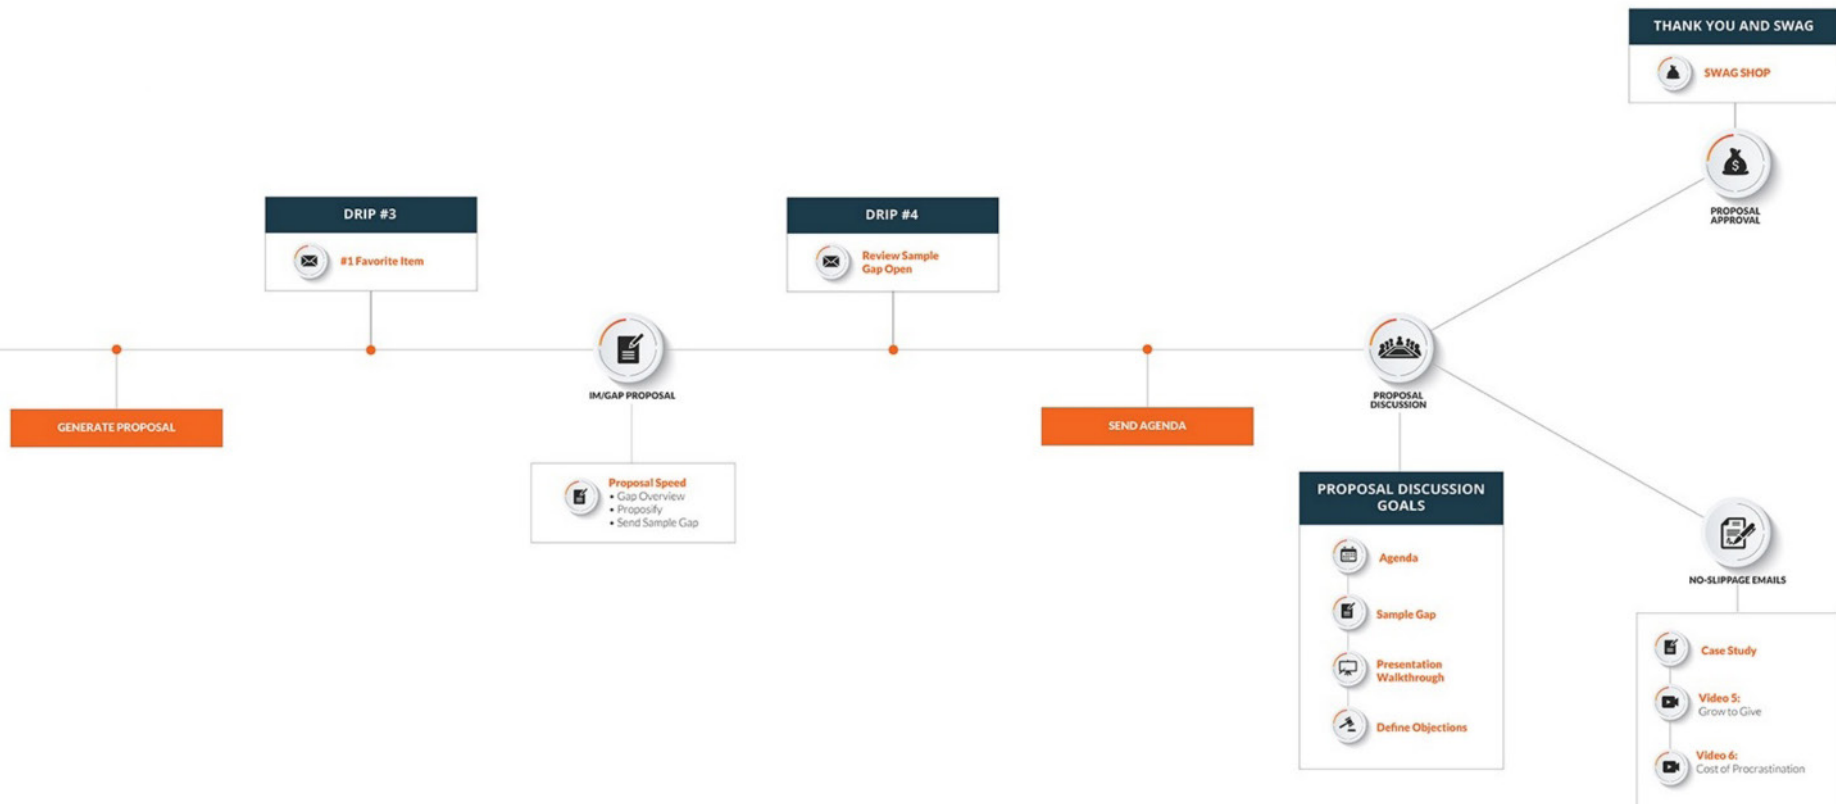 THANK YOU AND SWAG
SWAG SHOP
PROPOSAL
APPROVAL
DRIP #3
#1 Favorite Item
DRIP #4
Review Sample
Gap Open
GENERATE PROPOSAL
IM/GAP PROPOSAL
Proposal Speed
• Gap Overview
• Proposify
• Send Sample Gap
SEND AGENDA
PROPOSAL
DISCUSSION
PROPOSAL DISCUSSION
GOALS
Agenda
Sample Gap
Presentation
Walkthrough
Define Objections
NO-SLIPPAGE EMAILS
Case Study
Video 5:
Grow to Give
Video 6:
Cost of Procrastination